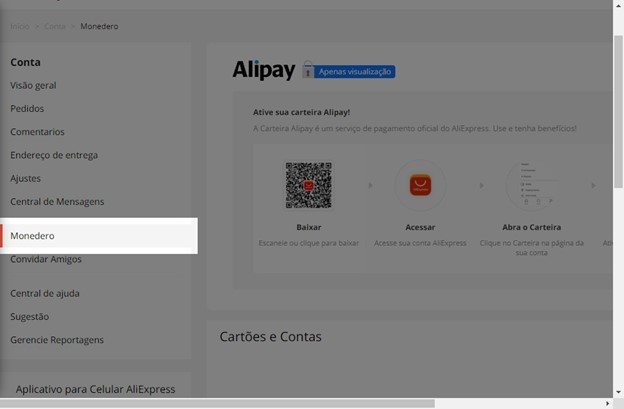 Início > Conta > Monedero
Conta
Visão geral
Pedidos
Comentarios
Endereço de entrega
Ajustes
Central de Mensagens
Monedero
Convidar Amigos
Central de ajuda
Sugestão
Gerencie Reportagens
Aplicativo para Celular AliExpress
Alipay Apenas visualização
Ative sua carteira Alipay!
A Carteira Alipay é um serviço de pagamento oficial do AliExpress. Use e tenha benefícios!
Baixar
Escaneie ou clique para baixar
Acessar
Acesse sua conta AliExpress
Abra o Carteira
Clique no Carteira na página da
sua conta
Cartões e Contas